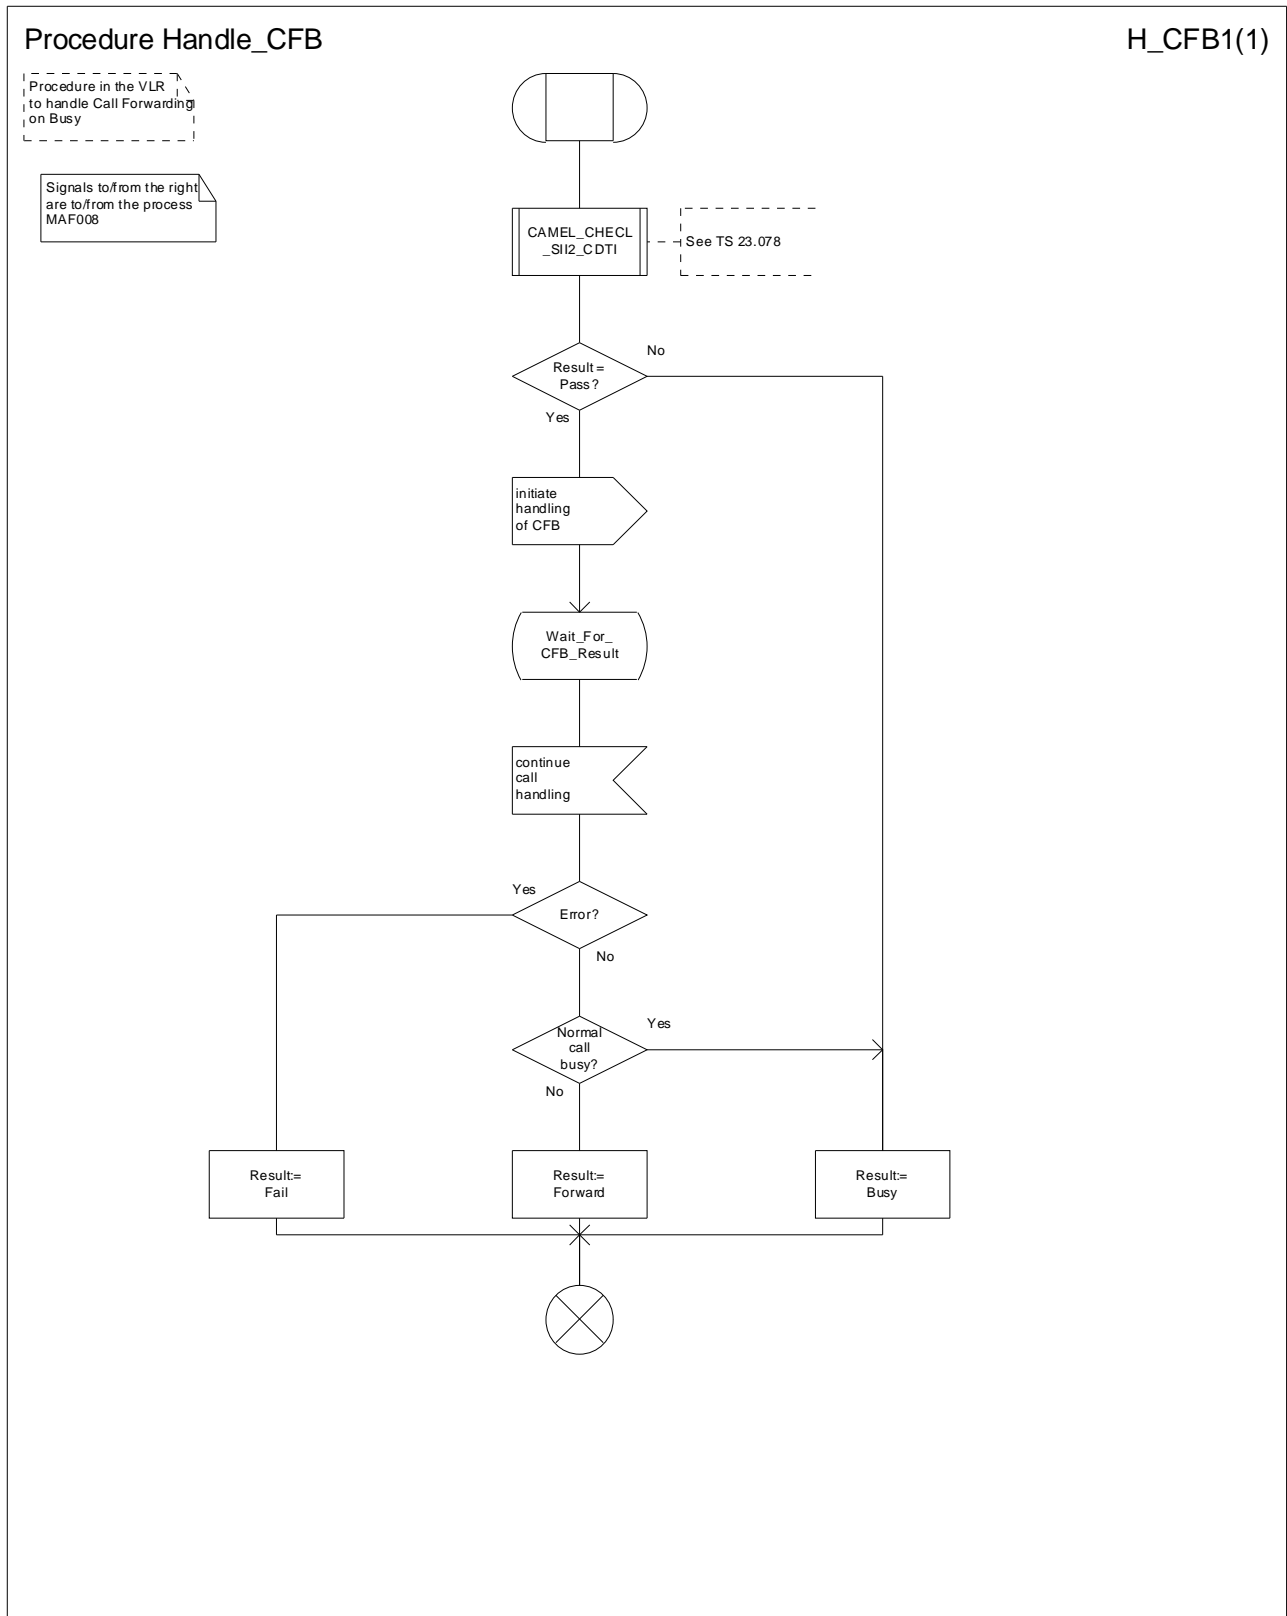 Procedure Handle_CFB
H_CFB1(1)
Procedure in the VLR
to handle Call Forwarding
on Busy
Signals to/from the right
are to/from the process
MAF008
CAMEL_CHECL
_SII2_CDTI
See TS 23.078
Result =
Pass?
No
Yes
initiate
handling
of CFB
Wait_For_
CFB_Result
continue
call
handling
Yes
Error?
No
Normal
call
busy?
Yes
No
Result:=
Fail
Result:=
Forward
Result:=
Busy